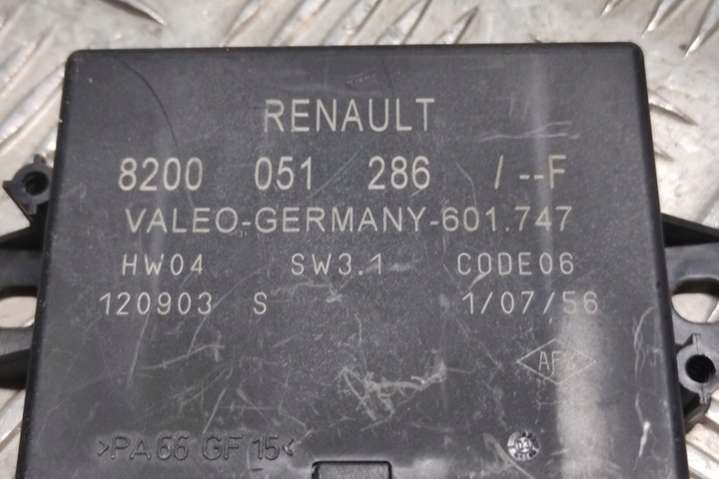 RENAULT
8200 051 286 /--F
VALEO-GERMANY-601.747
HW04 SW3.1 CODE06
120903 S 1/07/56
>PA66 GF15<